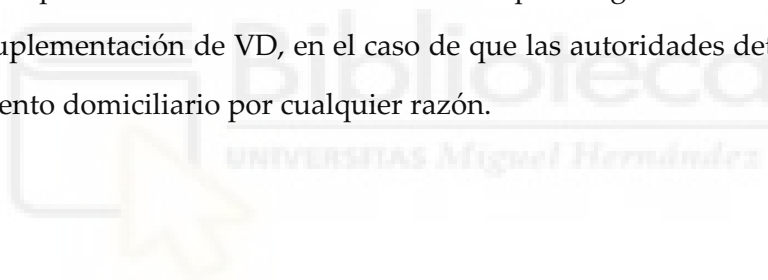 uplementación de VD, en el caso de que las autoridades det
ento domiciliario por cualquier razón.
Biblioteca
UNIVERSITAS Miguel Hernández